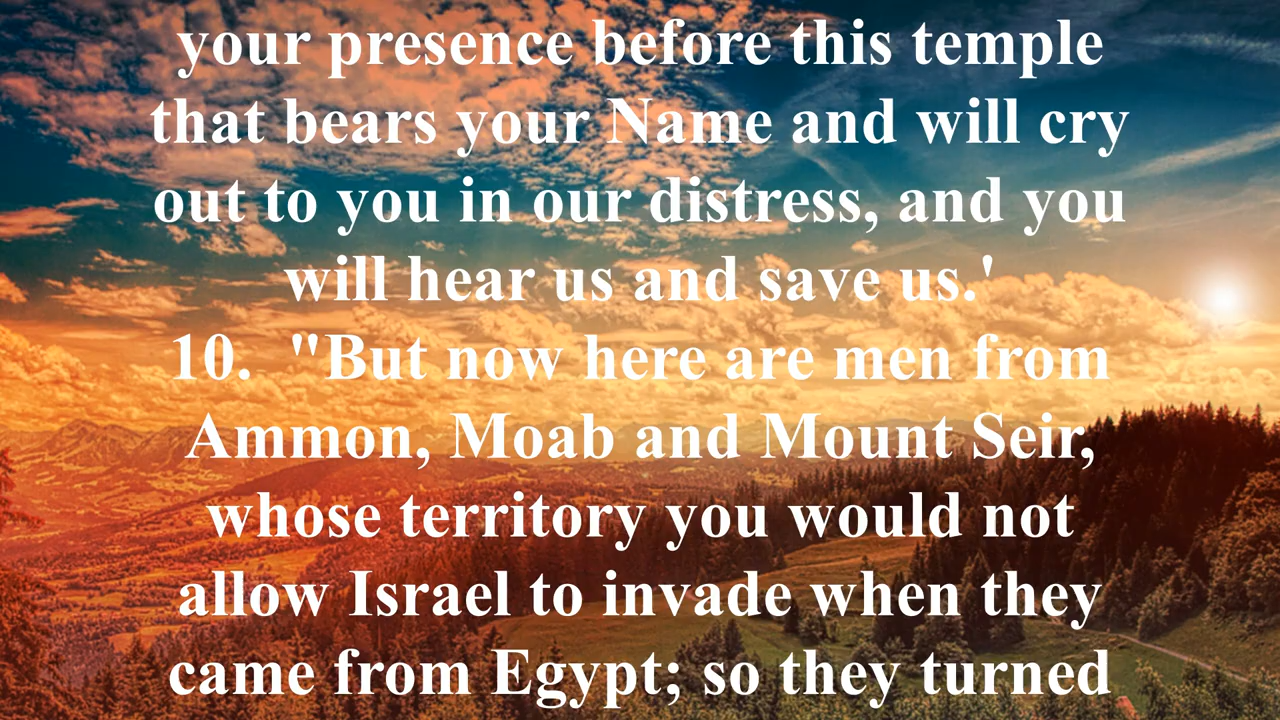 your presence before this temple
that bears your Name and will cry
out to you in our distress, and you
will hear us and save us.'
10.  "But now here are men from
Ammon, Moab and Mount Seir,
whose territory you would not
allow Israel to invade when they
came from Egypt; so they turned